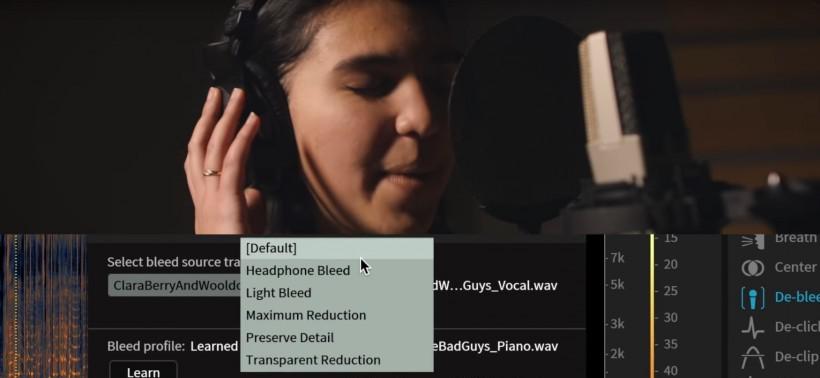 [Default]
Select bleed source tra
Headphone Bleed
ClaraBerryAndWooldo
Light Bleed
dW...Guys_Vocal.wav
Maximum Reduction
Preserve Detail
Bleed profile: Learned
eBadGuys_Piano.wav
Transparent Reduction
Learn
-7k
-5k
-3k
-2k
15
20
25
30
35
40
Breath
Center
De-blee
De-click
De-clip